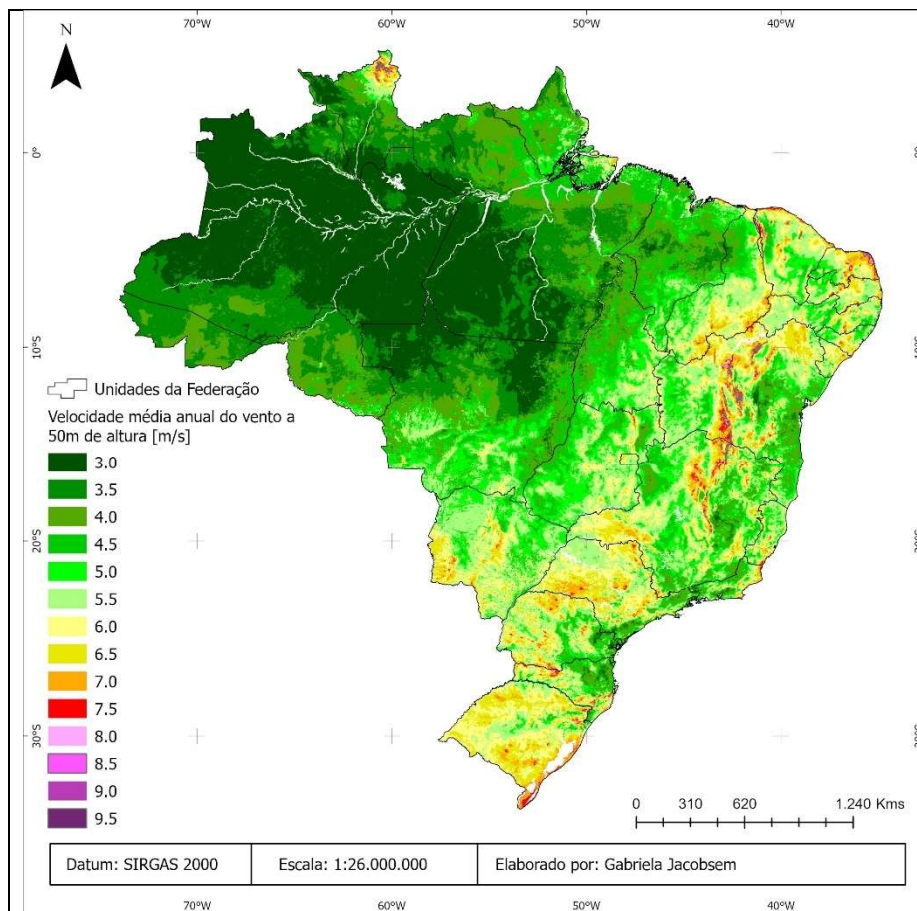 70°W 60°W 50°W 40°W
N
0°
10°S 10°S
20°S
30°S
Unidades da Federação
Velocidade média anual do vento a
50m de altura [m/s]
3.0
3.5
4.0
4.5
5.0
5.5
6.0
6.5
7.0
7.5
8.0
8.5
9.0
9.5
0 310 620 1.240 Kms
Datum: SIRGAS 2000 Escala: 1:26.000.000 Elaborado por: Gabriela Jacobsem
70°W 60°W 50°W 40°W